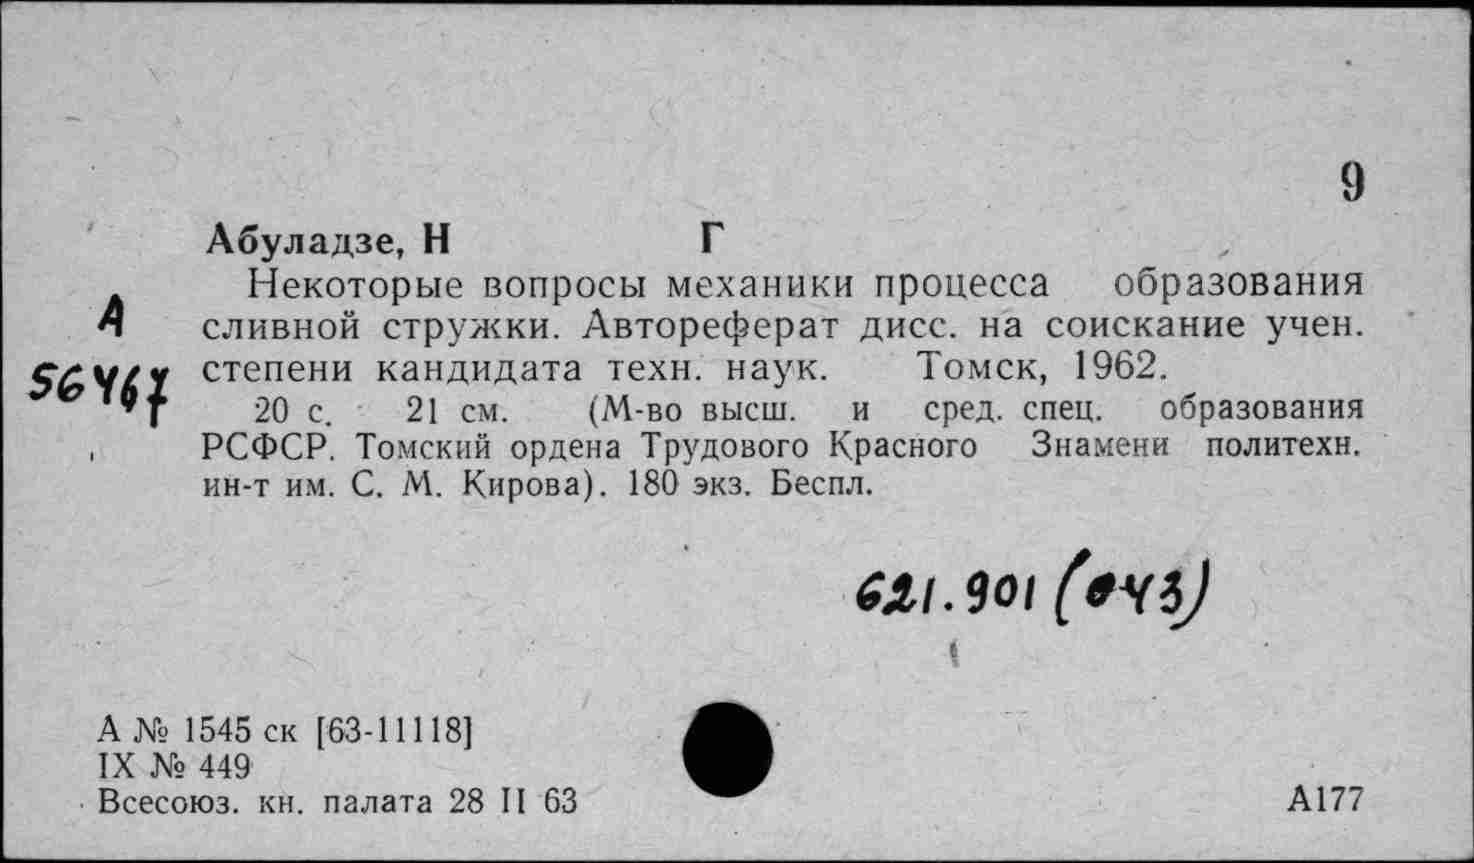 9
Абуладзе, Н Г
Некоторые вопросы механики процесса образования
А сливной стружки. Автореферат дисс. на соискание учен.
56467 степени кандидата техн. наук. Томск, 1962.
20 с. 21 см. (М-во высш. и сред. спец. образования
РСФСР. Томский ордена Трудового Красного Знамени политехн.
ин-т им. С. М. Кирова). 180 экз. Беспл.
621.901 (043)
А № 1545 ск [63-11118]
IX № 449
Всесоюз. кн. палата 28 II 63 А177